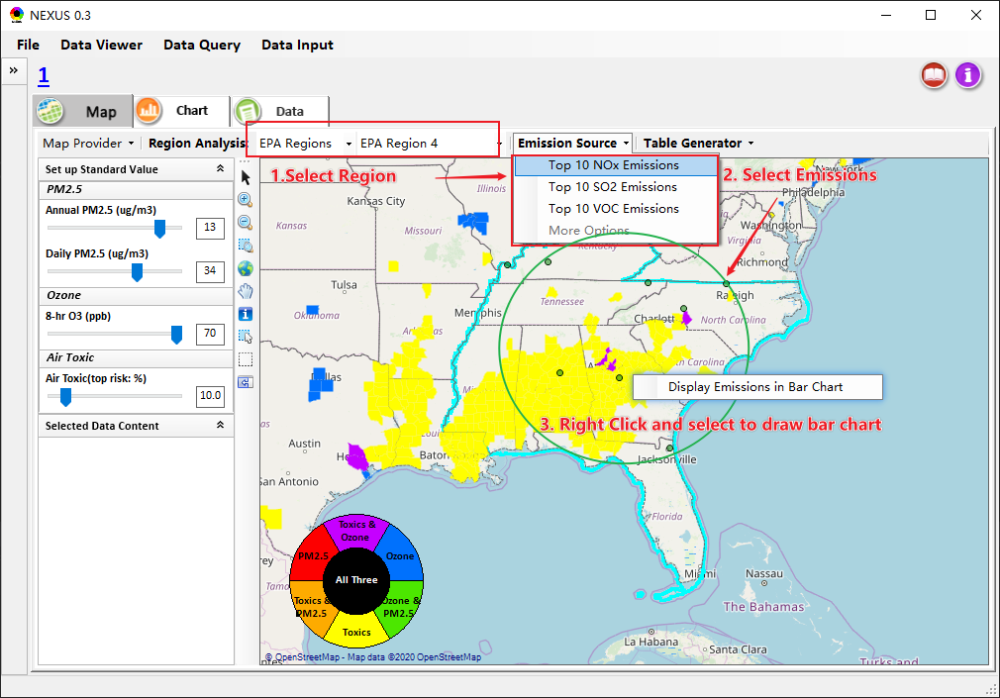 NEXUS 0.3
File Data Viewer Data Query Data Input
»
1
Map Chart Data
Map Provider Region Analysis: EPA Regions EPA Region 4 Emission Source Table Generator
Set up Standard Value
PM2.5
Annual PM2.5 (ug/m3)
13
Daily PM2.5 (ug/m3)
34
Ozone
8-hr O3 (ppb)
70
Air Toxic
Air Toxic(top risk: %)
10.0
Selected Data Content
Top 10 NOx Emissions
Top 10 SO2 Emissions
Top 10 VOC Emissions
More Options
1.Select Region
2. Select Emissions
Display Emissions in Bar Chart
3. Right Click and select to draw bar chart
New York
Philadelphia
Illinois
Kansas City
Kansas
Missouri
Washington
Virginia
Kentucky
Richmond
Tulsa
Raleigh
Tennessee
Memphis
Oklahoma
Charlott
North Carolina
Arkansas
Carolina
Dallas
Loui
Austin
Baton
Jacksonville
San Antonio
Florida
Miami
Nassau
The Bahamas
La Habana
Santa Clara
Turks and
Toxics & Ozone
PM2.5
Ozone
All Three
Toxics & PM2.5
Ozone & PM2.5
Toxics
© OpenStreetMap - Map data ©2020 OpenStreetMap